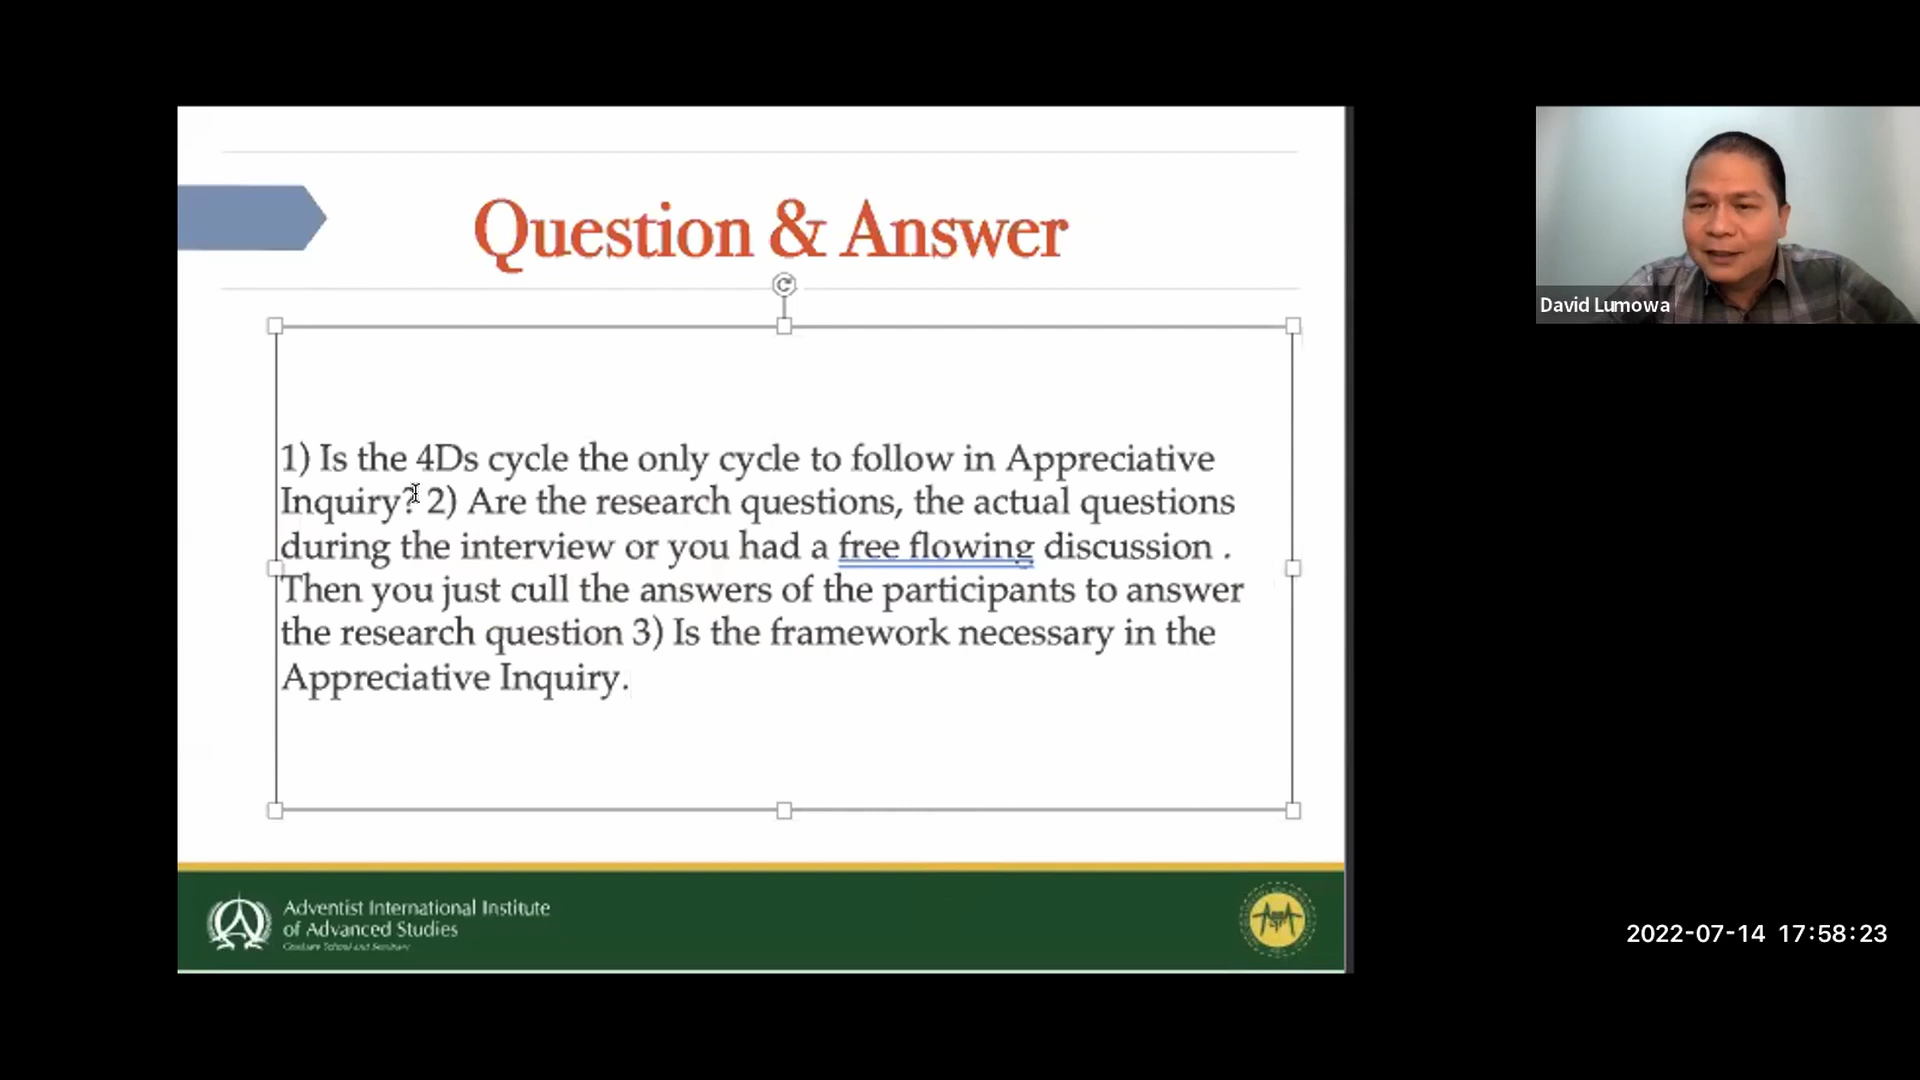 Question & Answer
1) Is the 4Ds cycle the only cycle to follow in Appreciative
Inquiry? 2) Are the research questions, the actual questions
during the interview or you had a free flowing discussion .
Then you just cull the answers of the participants to answer
the research question 3) Is the framework necessary in the
Appreciative Inquiry.
Adventist International Institute
of Advanced Studies
Graduate School and Seminary
David Lumowa
2022-07-14 17:58:23